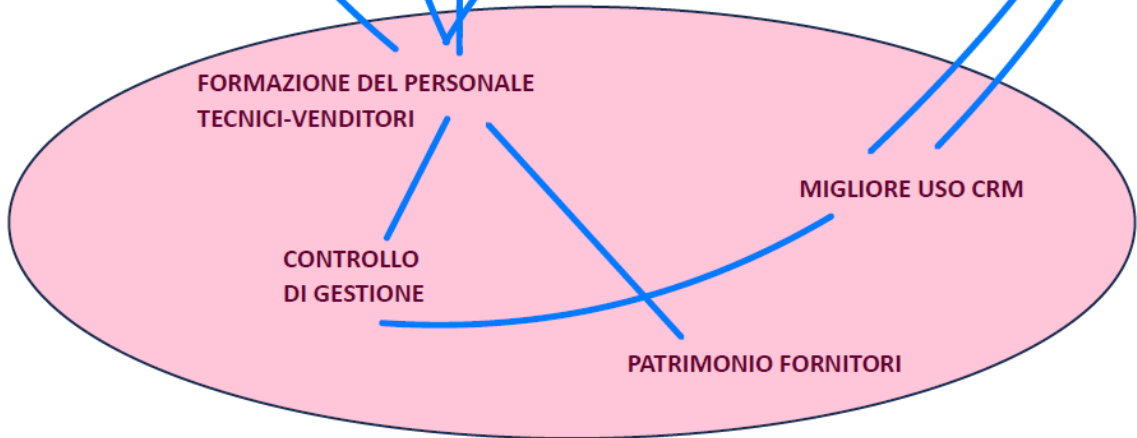 FORMAZIONE DEL PERSONALE
TECNICI-VENDITORI
MIGLIORE USO CRM
CONTROLLO
DI GESTIONE
PATRIMONIO FORNITORI